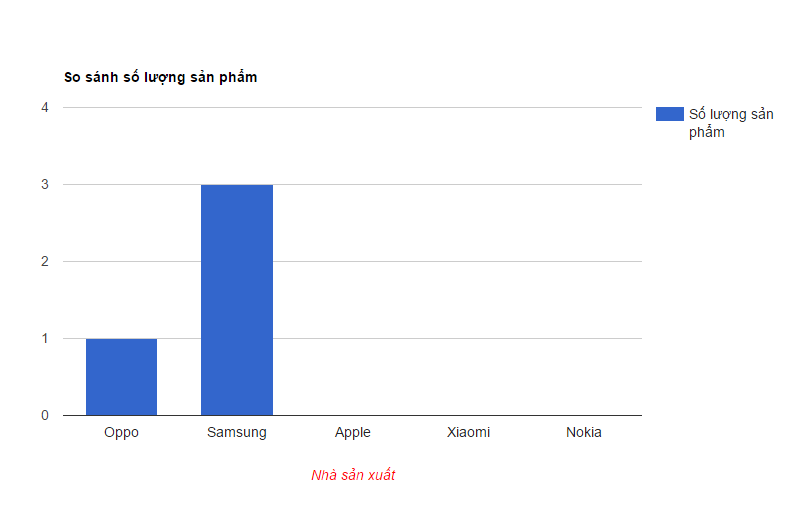 So sánh số lượng sản phẩm
4
3
2
1
0
Số lượng sản
phẩm
Oppo
Samsung
Apple
Xiaomi
Nokia
Nhà sản xuất